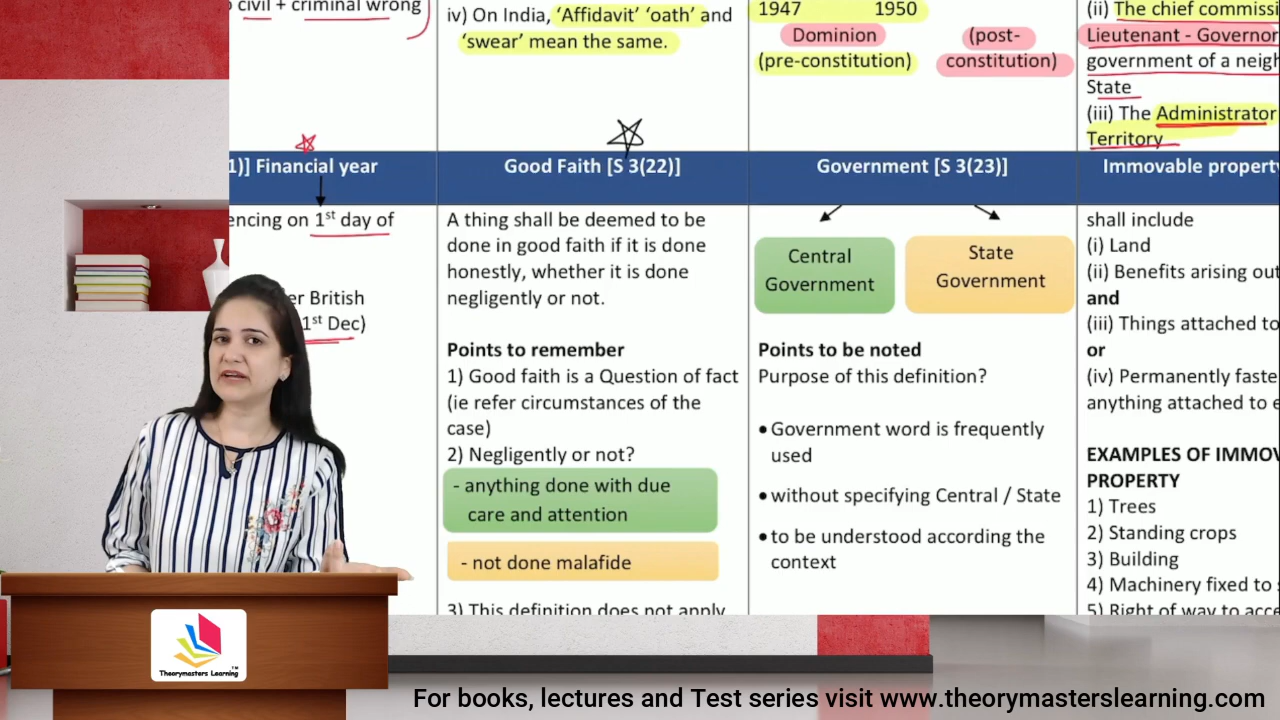 civil + criminal wrong
iv) On India, ‘Affidavit’ ‘oath’ and
‘swear’ mean the same.
1947 1950
Dominion
(pre-constitution)
(post-
constitution)
(ii) The chief
Lieutenant - Governor
government of a
State
(iii) The Administrator
Territory
1)] Financial year
Good Faith [S 3(22)]
Government [S 3(23)]
Immovable
encing on 1st day of
er British
1st Dec)
A thing shall be deemed to be
done in good faith if it is done
honestly, whether it is done
negligently or not.
Points to remember
1) Good faith is a Question of fact
(ie refer circumstances of the
case)
2) Negligently or not?
- anything done with due
care and attention
- not done malafide
3) This definition does not apply
Central
Government
State
Government
Points to be noted
Purpose of this definition?
• Government word is frequently
used
• without specifying Central / State
• to be understood according the
context
shall include
(i) Land
(ii) Benefits arising out
and
(iii) Things attached to
or
(iv) Permanently
anything attached to
EXAMPLES OF
PROPERTY
1) Trees
2) Standing crops
3) Building
4) Machinery fixed to
5) Right of way to
Theorymasters Learning TM
For books, lectures and Test series visit www.theorymasterslearning.com